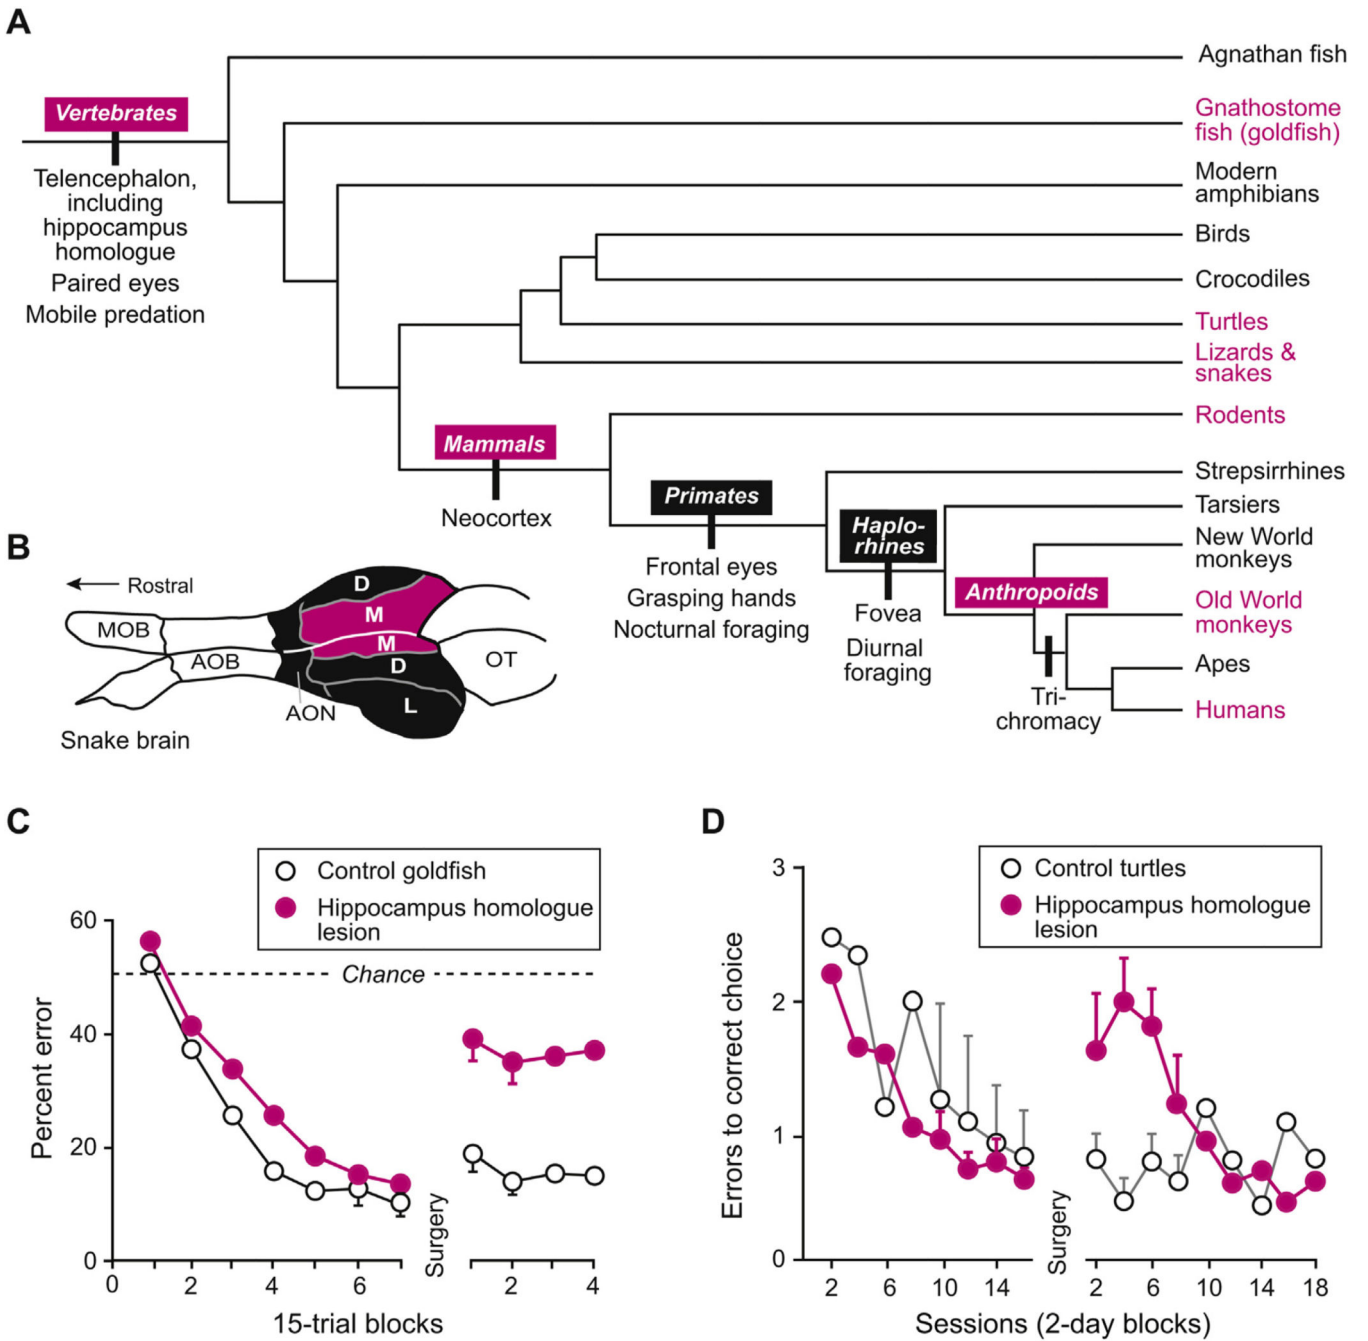 A
Agnathan fish
Vertebrates
Gnathostome
fish (goldfish)
Telencephalon,
including
hippocampus
homologue
Paired eyes
Mobile predation
Modern
amphibians
Birds
Crocodiles
Turtles
Lizards &
snakes
Rodents
Mammals
Neocortex
Strepsirrhines
Primates
Tarsiers
Haplo-
rhines
New World
monkeys
Frontal eyes
Grasping hands
Nocturnal foraging
Anthropoids
Old World
monkeys
Fovea
Diurnal
foraging
Apes
Tri-
chromacy
Humans
B
Rostral
D
M
MOB
M
AOB
D
OT
L
AON
Snake brain
C
Control goldfish
Hippocampus homologue
lesion
60
Chance
40
Percent error
20
0
Surgery
0 2 4 6 2 4
15-trial blocks
D
Control turtles
Hippocampus homologue
lesion
3
2
Errors to correct choice
1
0
Surgery
2 6 10 14 2 6 10 14 18
Sessions (2-day blocks)